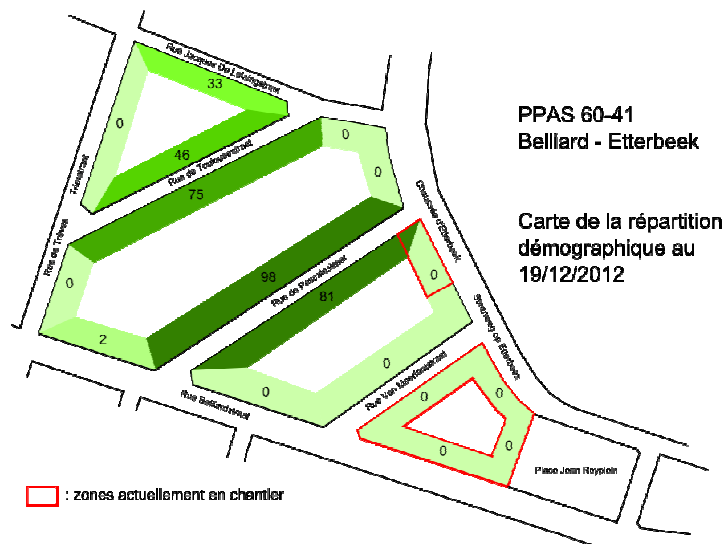 Rue Jacques De Lalaingstraat
33
0
Trèvestraat
46
Rue de Toulousestraat
75
0
0
PPAS 60-41
Belliard - Etterbeek
Chaussée d'Etterbeek
Carte de la répartition
démographique au
19/12/2012
Rue de Trèves
0
98
Rue de Pascalestraat
81
0
2
0
0
Rue Belliardstraat
Rue Van Maerlantstraat
Steenweg op Etterbeek
0
0
0
0
Place Jean Reyplein
: zones actuellement en chantier